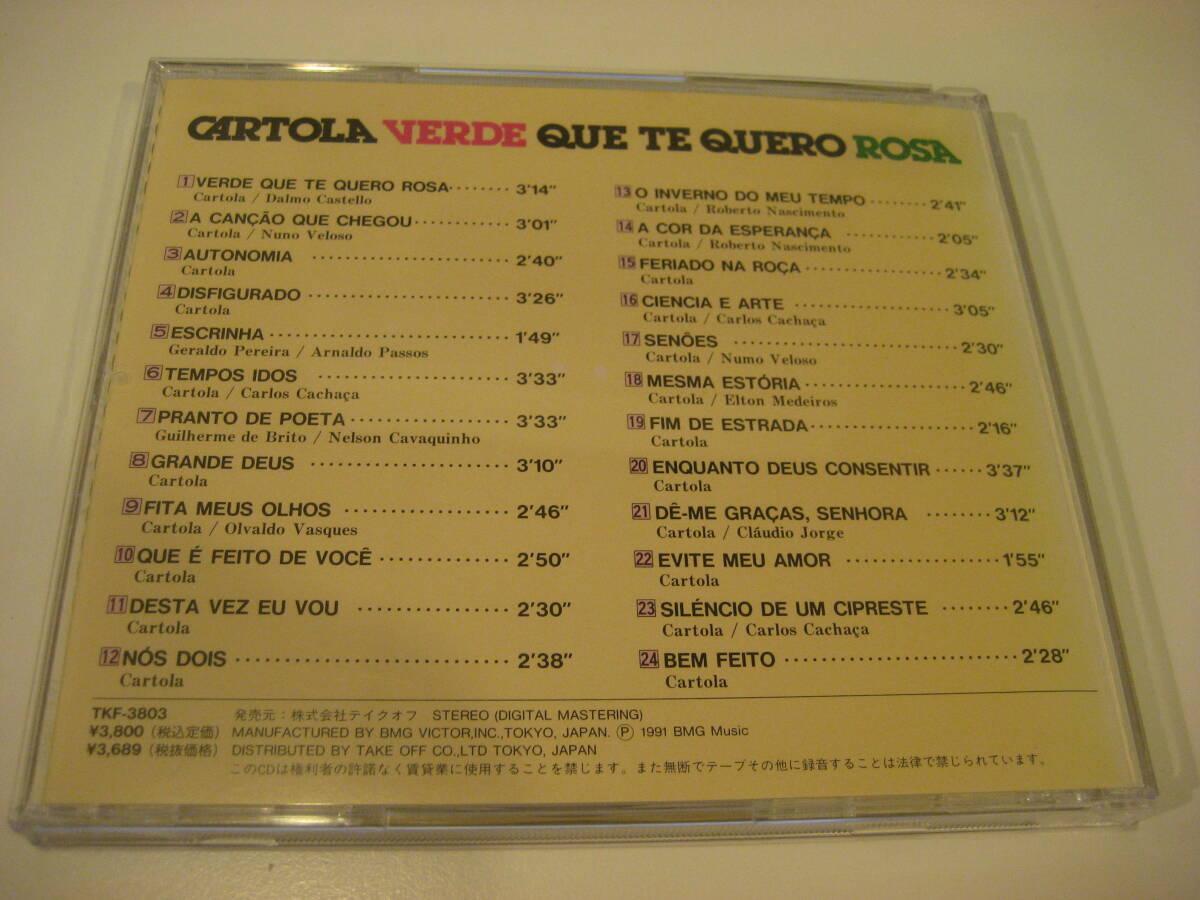 CARTOLA VERDE QUE TE QUERO ROSA
1 VERDE QUE TE QUERO ROSA········ 3'14"
Cartola / Dalmo Castello
2 A CANÇÃO QUE CHEGOU············ 3'01"
Cartola / Nuno Veloso
3 AUTONOMIA ························ 2'40"
Cartola
4 DISFIGURADO ························ 3'26"
Cartola
5 ESCRINHA ····························· 1'49"
Geraldo Pereira / Arnaldo Passos
6 TEMPOS IDOS ························ 3'33"
Cartola / Carlos Cachaça
7 PRANTO DE POETA ·················· 3'33"
Guilherme de Brito / Nelson Cavaquinho
8 GRANDE DEUS ······················ 3'10"
Cartola
9 FITA MEUS OLHOS ·················· 2'46"
Cartola / Olvaldo Vasques
10 QUE É FEITO DE VOCÊ ·············· 2'50"
Cartola
11 DESTA VEZ EU VOU ················ 2'30"
Cartola
12 NÓS DOIS ····························· 2'38"
Cartola
13 O INVERNO DO MEU TEMPO ········ 2'41"
Cartola / Roberto Nascimento
14 A COR DA ESPERANÇA ··········· 2'05"
Cartola / Roberto Nascimento
15 FERIADO NA ROÇA ················· 2'34"
Cartola
16 CIENCIA E ARTE ··················· 3'05"
Cartola / Carlos Cachaça
17 SENÕES ···························· 2'30"
Cartola / Numo Veloso
18 MESMA ESTÓRIA ···················· 2'46"
Cartola / Elton Medeiros
19 FIM DE ESTRADA ··················· 2'16"
Cartola
20 ENQUANTO DEUS CONSENTIR ······ 3'37"
Cartola
21 DÊ-ME GRAÇAS, SENHORA ········ 3'12"
Cartola / Cláudio Jorge
22 EVITE MEU AMOR ·················· 1'55"
Cartola
23 SILÉNCIO DE UM CIPRESTE ········ 2'46"
Cartola / Carlos Cachaça
24 BEM FEITO ···························· 2'28"
Cartola
TKF-3803 発売元：株式会社テイクオフ STEREO (DIGITAL MASTERING)
¥3,800（税込定価） MANUFACTURED BY BMG VICTOR,INC.,TOKYO, JAPAN. Ⓟ 1991 BMG Music
¥3,689（税抜価格） DISTRIBUTED BY TAKE OFF CO.,LTD TOKYO, JAPAN
このCDは権利者の許諾なく賃貸業に使用することを禁じます。また無断でテープその他に録音することは法律で禁じられています。